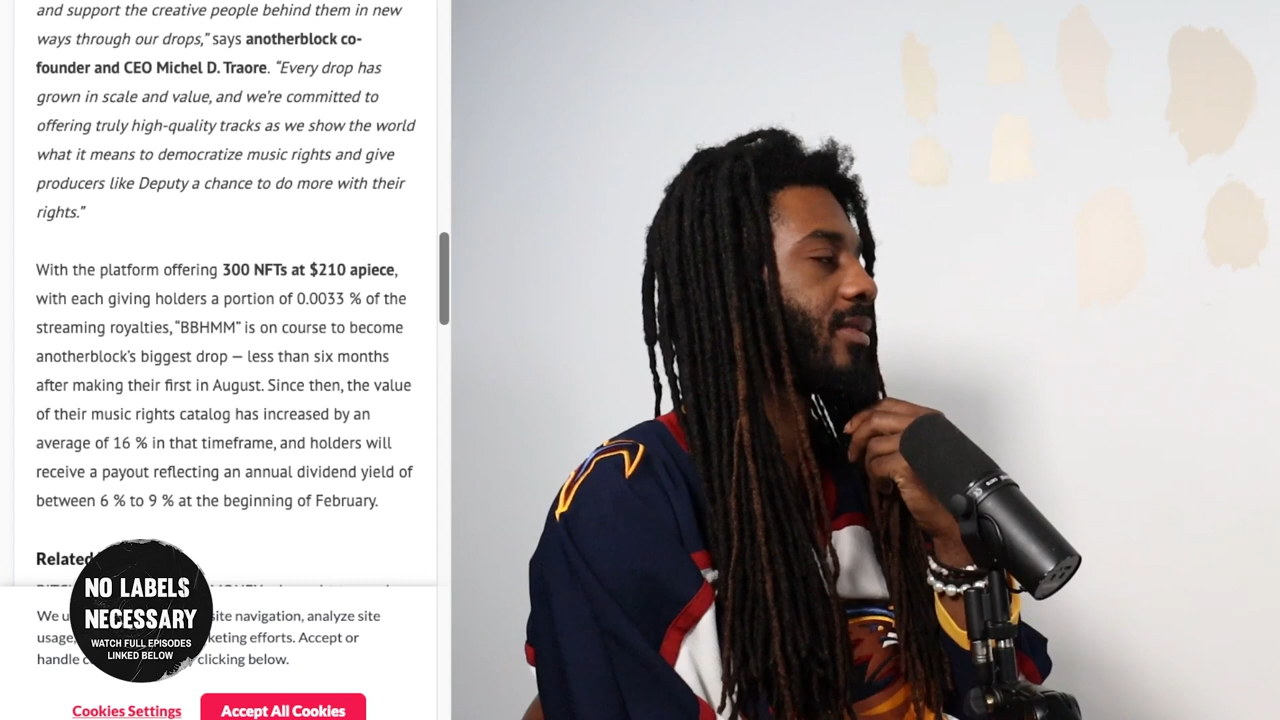 and support the creative people behind them in new
ways through our drops,” says anotherblock co-
founder and CEO Michel D. Traore. “Every drop has
grown in scale and value, and we’re committed to
offering truly high-quality tracks as we show the world
what it means to democratize music rights and give
producers like Deputy a chance to do more with their
rights.”
With the platform offering 300 NFTs at $210 apiece,
with each giving holders a portion of 0.0033 % of the
streaming royalties, “BBHMM” is on course to become
anotherblock’s biggest drop — less than six months
after making their first in August. Since then, the value
of their music rights catalog has increased by an
average of 16 % in that timeframe, and holders will
receive a payout reflecting an annual dividend yield of
between 6 % to 9 % at the beginning of February.
Related
We u site navigation, analyze site
usage, keting efforts. Accept or
handle c clicking below.
Cookies Settings
Accept All Cookies
NO LABELS
NECESSARY
WATCH FULL EPISODES
LINKED BELOW